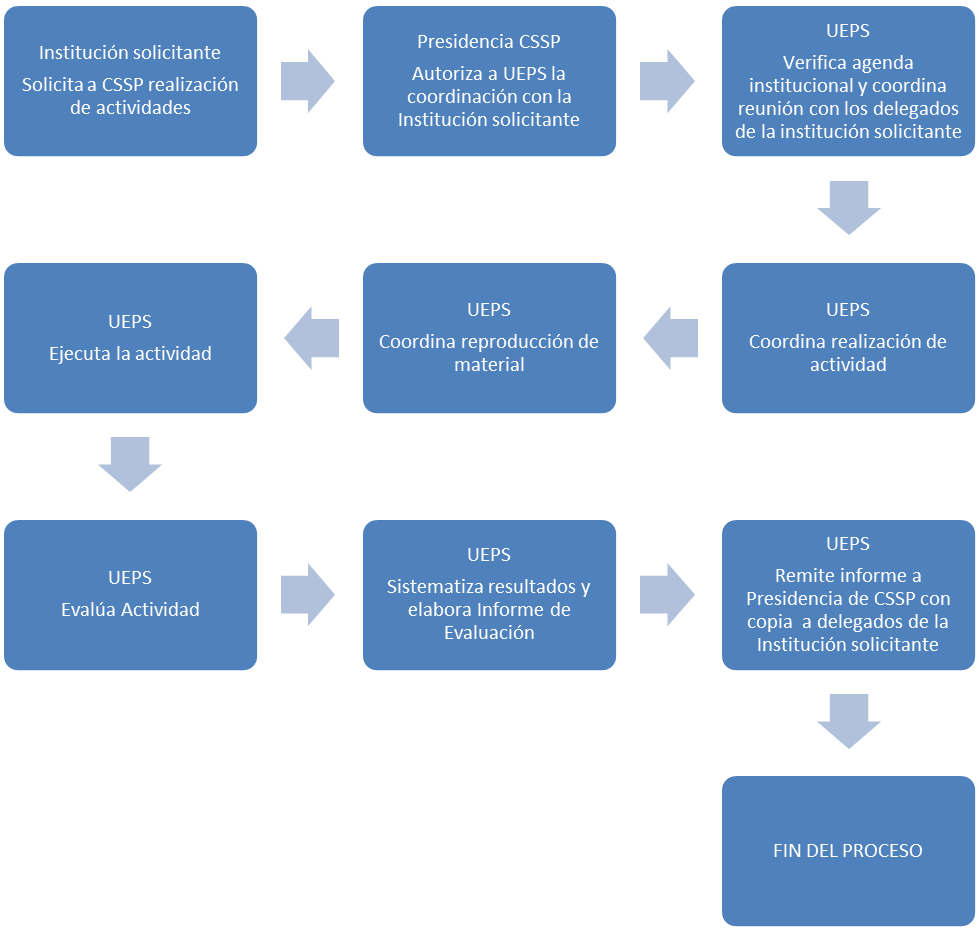 Institución solicitante
Solicita a CSSP realización
de actividades
Presidencia CSSP
Autoriza a UEPS la
coordinación con la
Institución solicitante
UEPS
Verifica agenda
institucional y coordina
reunión con los delegados
de la institución solicitante
UEPS
Coordina realización de
actividad
UEPS
Coordina reproducción de
material
UEPS
Ejecuta la actividad
UEPS
Evalúa Actividad
UEPS
Sistematiza resultados y
elabora Informe de
Evaluación
UEPS
Remite informe a
Presidencia de CSSP con
copia  a delegados de la
Institución solicitante
FIN DEL PROCESO